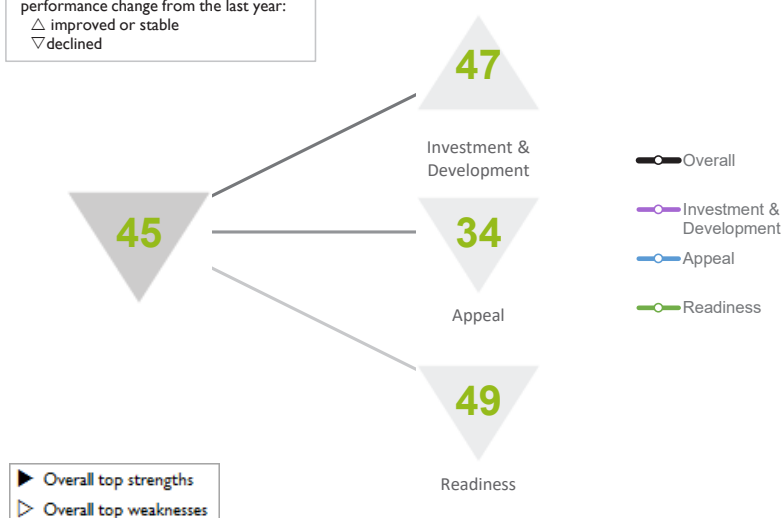 performance change from the last year:
△ improved or stable
▽ declined
47
Investment &
Development
45
34
Appeal
49
Readiness
Overall
Investment &
Development
Appeal
Readiness
▶ Overall top strengths
▷ Overall top weaknesses